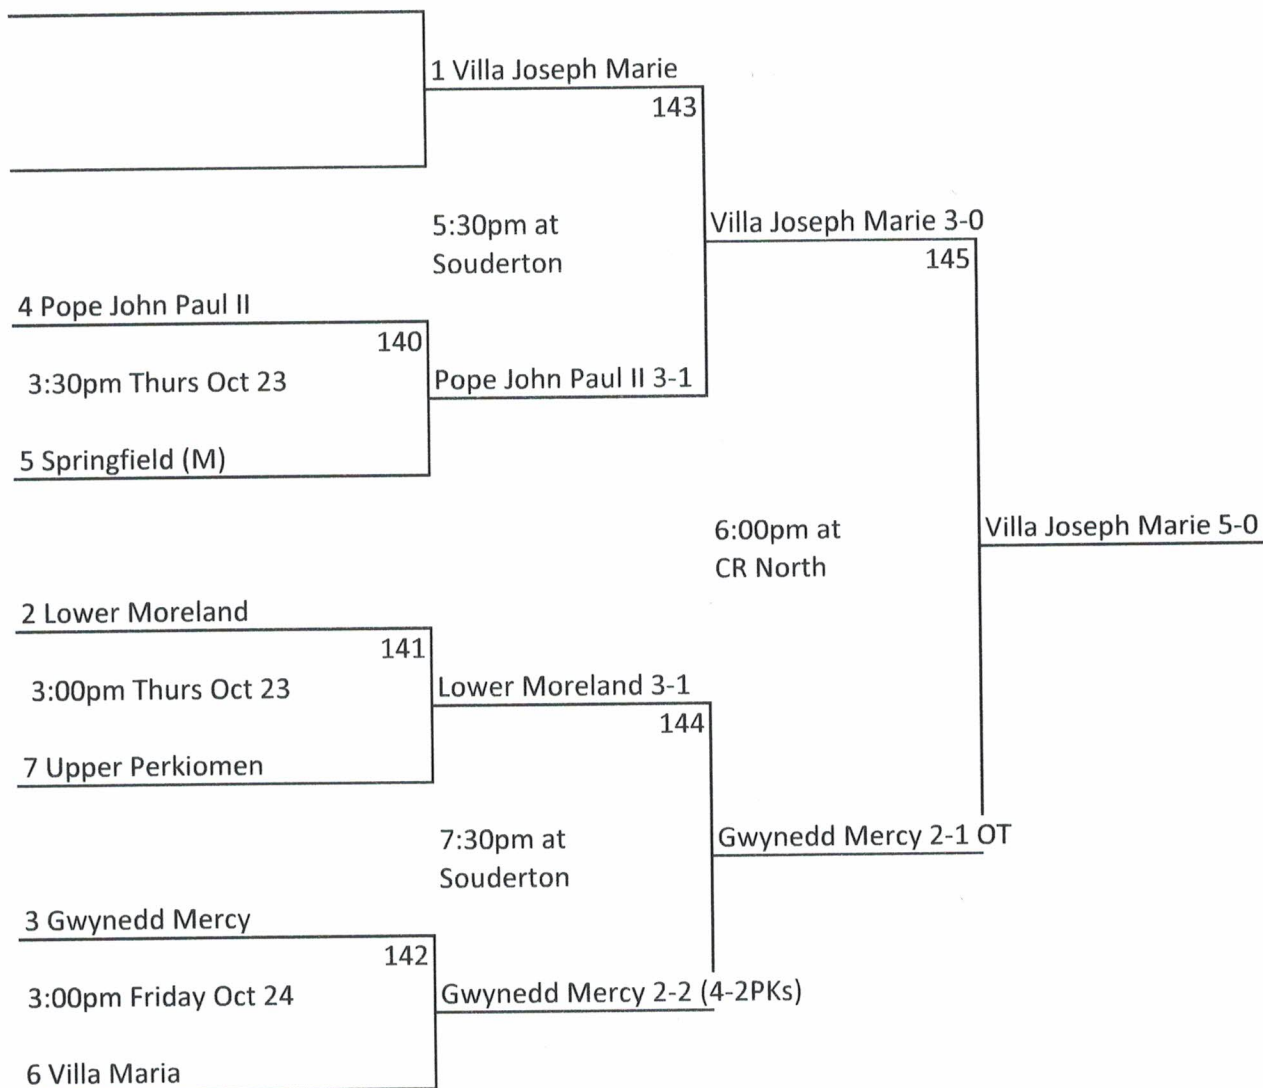 1 Villa Joseph Marie
143
5:30pm at
Souderton
Villa Joseph Marie 3-0
145
4 Pope John Paul II
140
3:30pm Thurs Oct 23
Pope John Paul II 3-1
5 Springfield (M)
6:00pm at
CR North
Villa Joseph Marie 5-0
2 Lower Moreland
141
3:00pm Thurs Oct 23
Lower Moreland 3-1
144
7 Upper Perkiomen
7:30pm at
Souderton
Gwynedd Mercy 2-1 OT
3 Gwynedd Mercy
142
3:00pm Friday Oct 24
Gwynedd Mercy 2-2 (4-2PKs)
6 Villa Maria